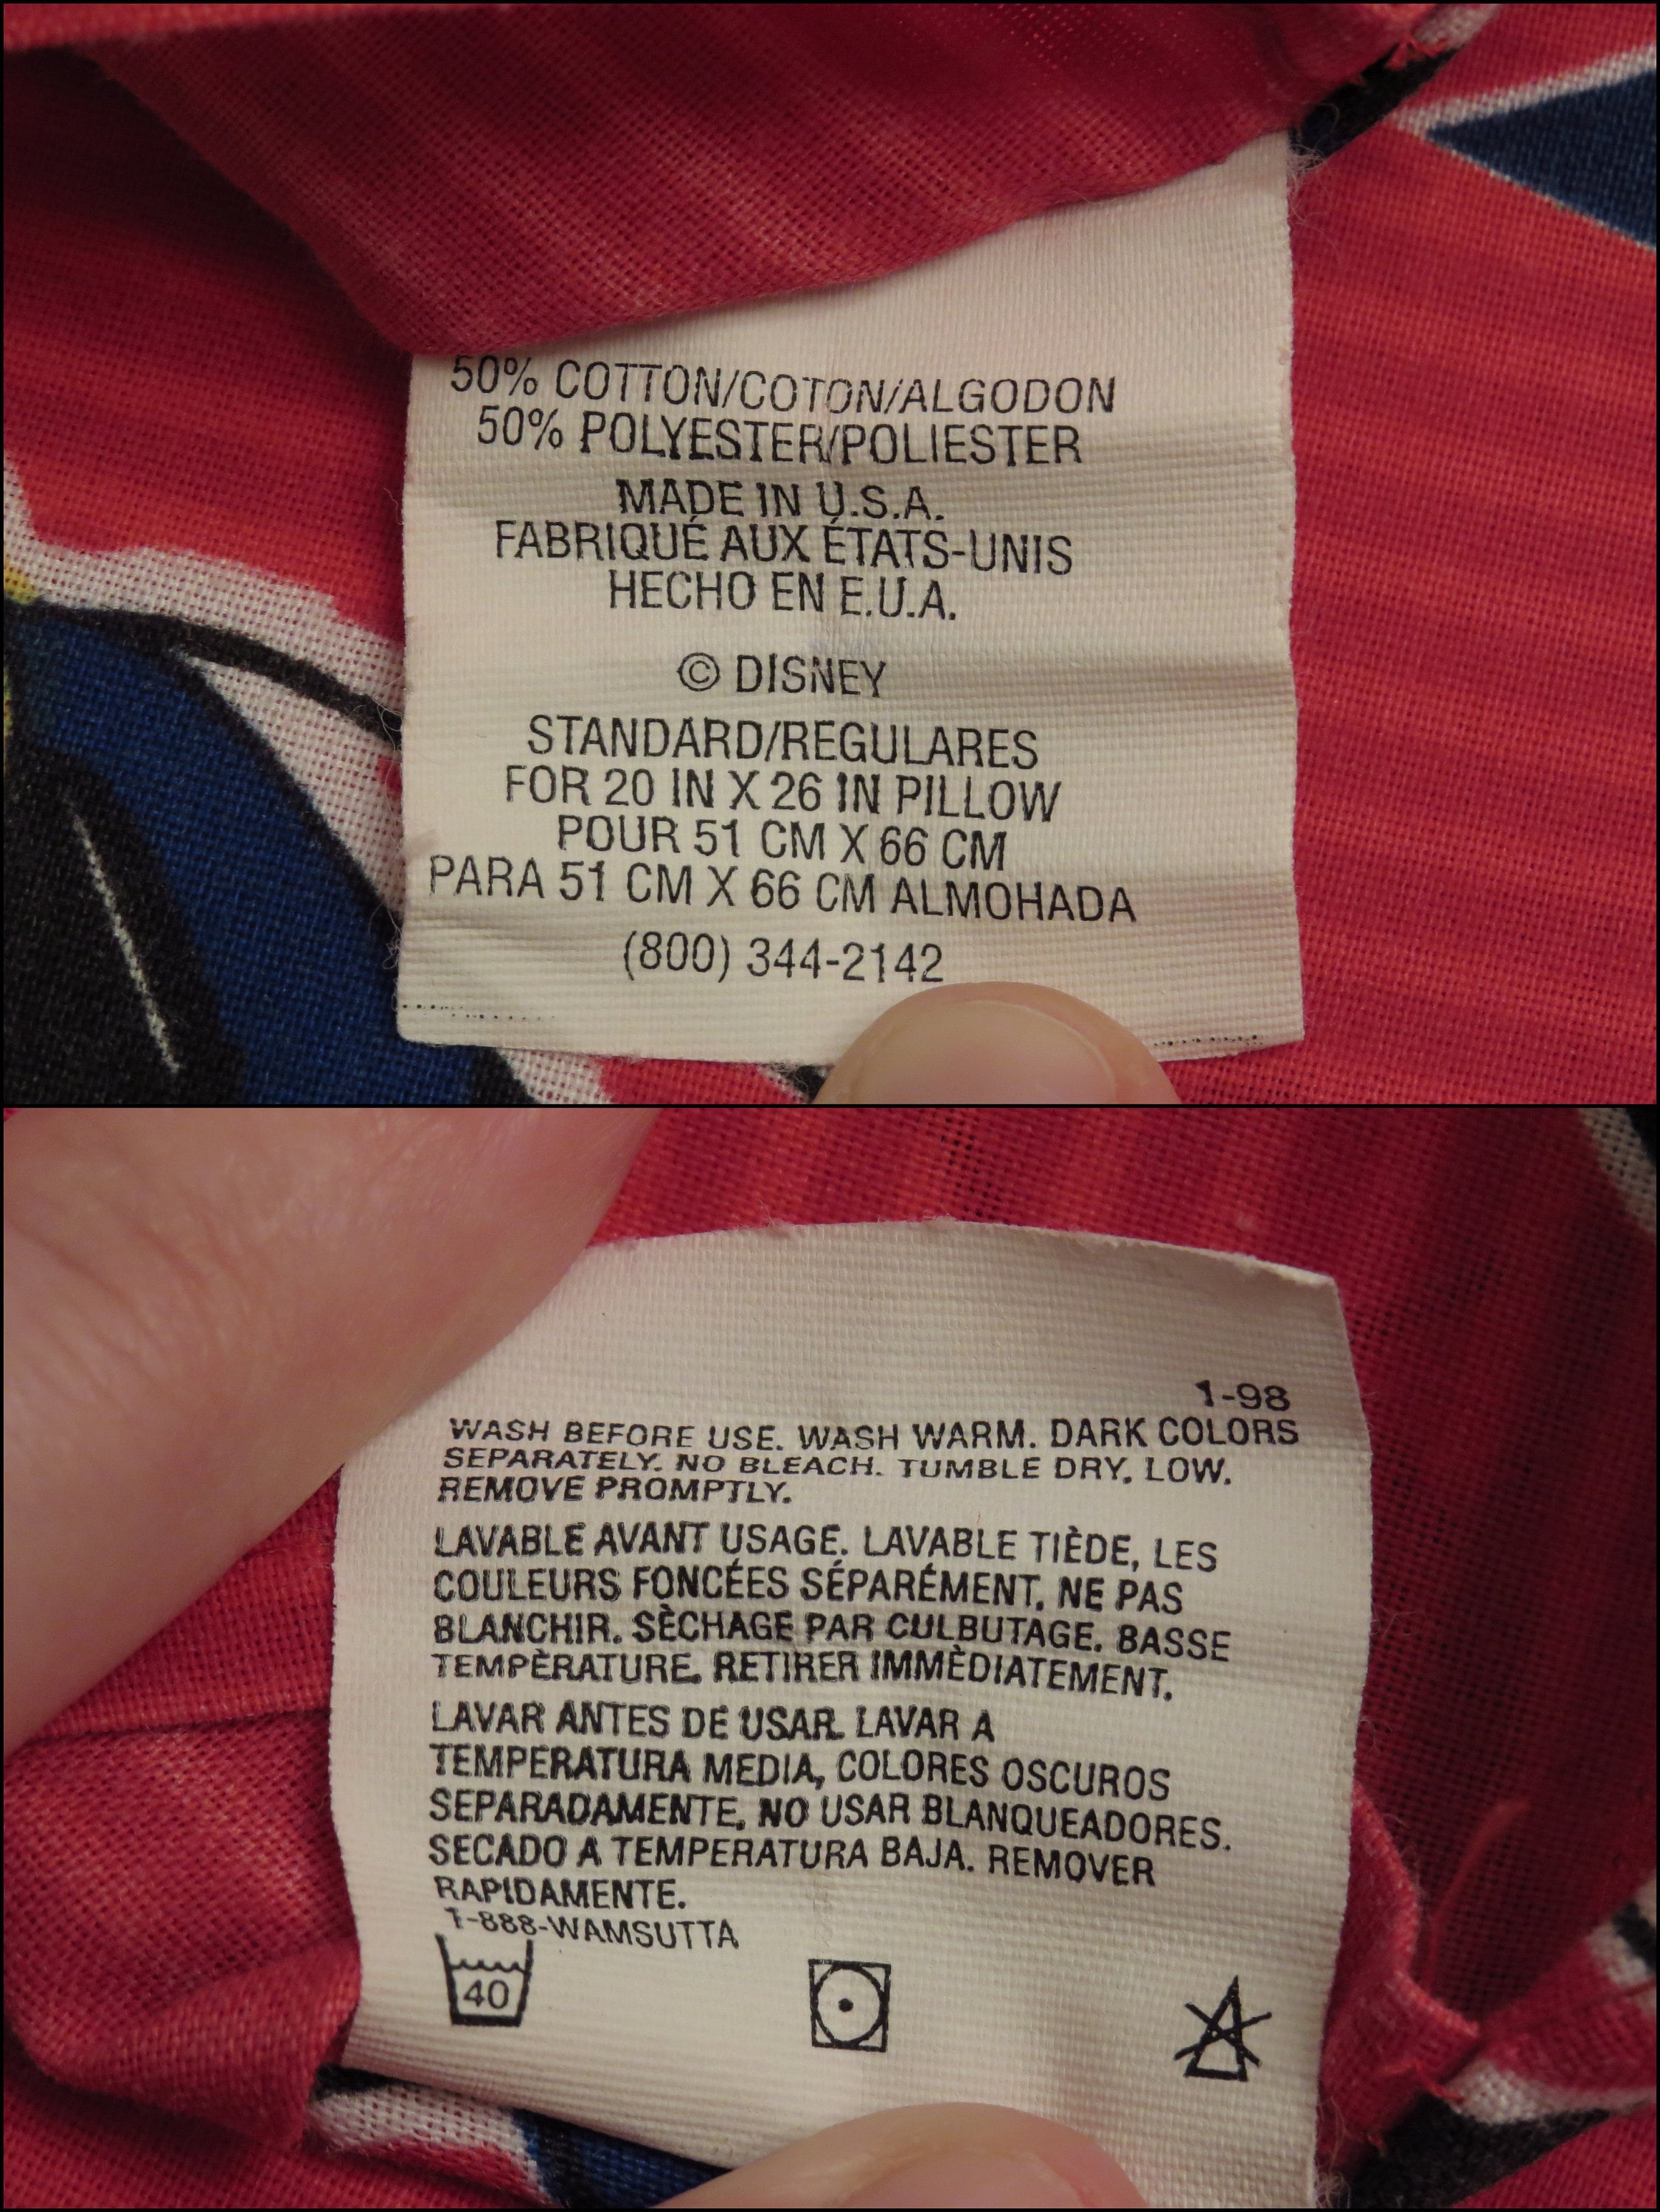 50% COTTON/COTON/ALGODON
50% POLYESTER/POLIESTER
MADE IN U.S.A.
FABRIQUÉ AUX ÉTATS-UNIS
HECHO EN E.U.A.
© DISNEY
STANDARD/REGULARES
FOR 20 IN X 26 IN PILLOW
POUR 51 CM X 66 CM
PARA 51 CM X 66 CM ALMOHADA
(800) 344-2142
1-98
WASH BEFORE USE. WASH WARM. DARK COLORS
SEPARATELY. NO BLEACH. TUMBLE DRY, LOW.
REMOVE PROMPTLY.
LAVABLE AVANT USAGE. LAVABLE TIÈDE, LES
COULEURS FONCÉES SÉPARÉMENT. NE PAS
BLANCHIR. SÈCHAGE PAR CULBUTAGE. BASSE
TEMPÈRATURE. RETIRER IMMÈDIATEMENT.
LAVAR ANTES DE USAR. LAVAR A
TEMPERATURA MEDIA, COLORES OSCUROS
SEPARADAMENTE. NO USAR BLANQUEADORES.
SECADO A TEMPERATURA BAJA. REMOVER
RAPIDAMENTE.
1-888-WAMSUTTA
40